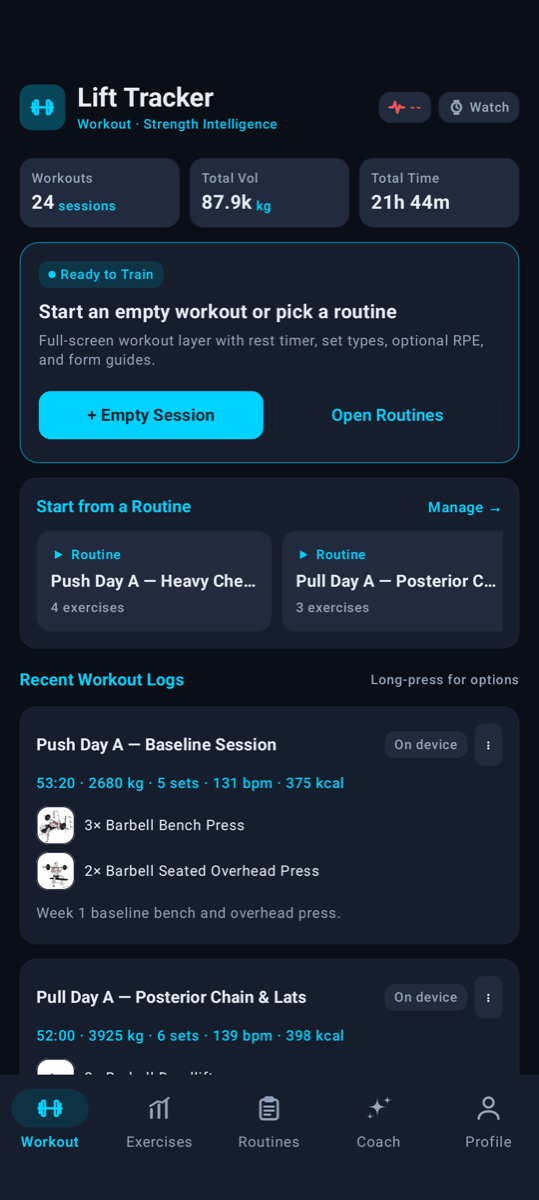 Lift Tracker
Workout · Strength Intelligence
--
Watch
Workouts
24 sessions
Total Vol
87.9k kg
Total Time
21h 44m
Ready to Train
Start an empty workout or pick a routine
Full-screen workout layer with rest timer, set types, optional RPE,
and form guides.
+ Empty Session
Open Routines
Start from a Routine
Manage →
Routine
Push Day A — Heavy Che…
4 exercises
Routine
Pull Day A — Posterior C…
3 exercises
Recent Workout Logs
Long-press for options
Push Day A — Baseline Session
On device
53:20 · 2680 kg · 5 sets · 131 bpm · 375 kcal
3× Barbell Bench Press
2× Barbell Seated Overhead Press
Week 1 baseline bench and overhead press.
Pull Day A — Posterior Chain & Lats
On device
52:00 · 3925 kg · 6 sets · 139 bpm · 398 kcal
Workout
Exercises
Routines
Coach
Profile